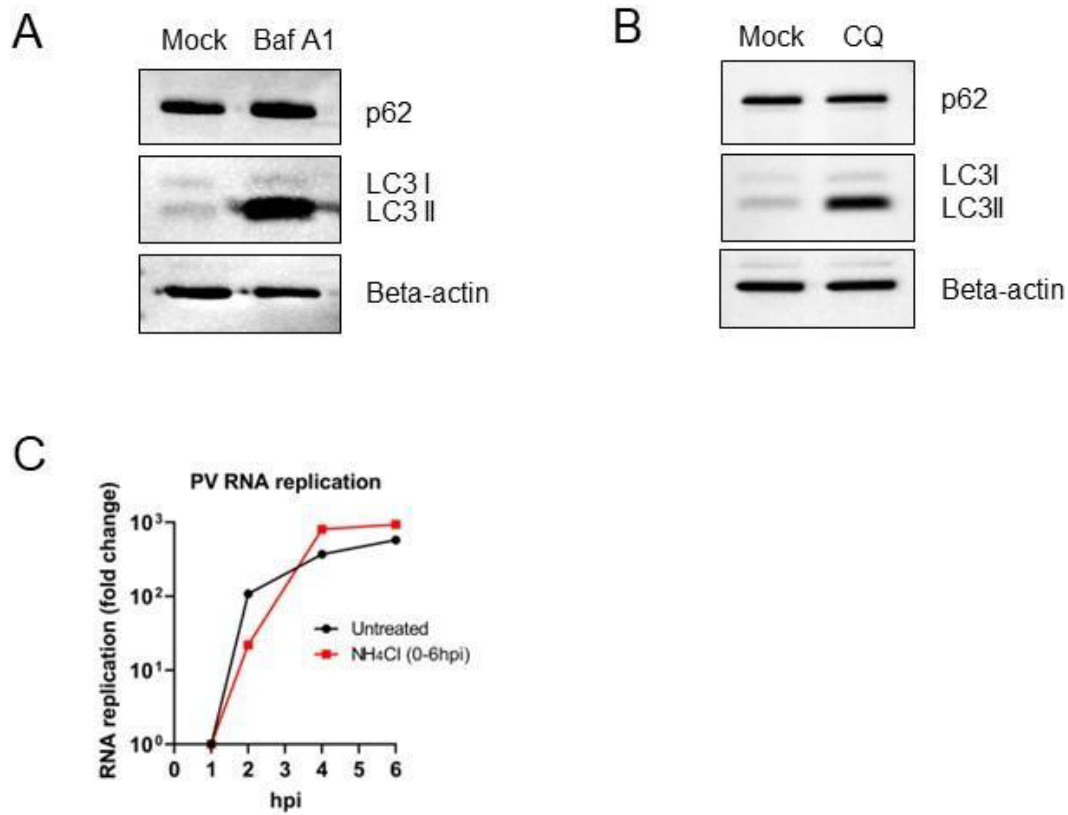 A
Mock Baf A1
p62
LC3 I
LC3 II
Beta-actin
B
Mock CQ
p62
LC3I
LC3II
Beta-actin
C
PV RNA replication
RNA replication (fold change)
10³
10²
10¹
10⁰
0 1 2 3 4 5 6
hpi
Untreated
NH₄Cl (0-6hpi)